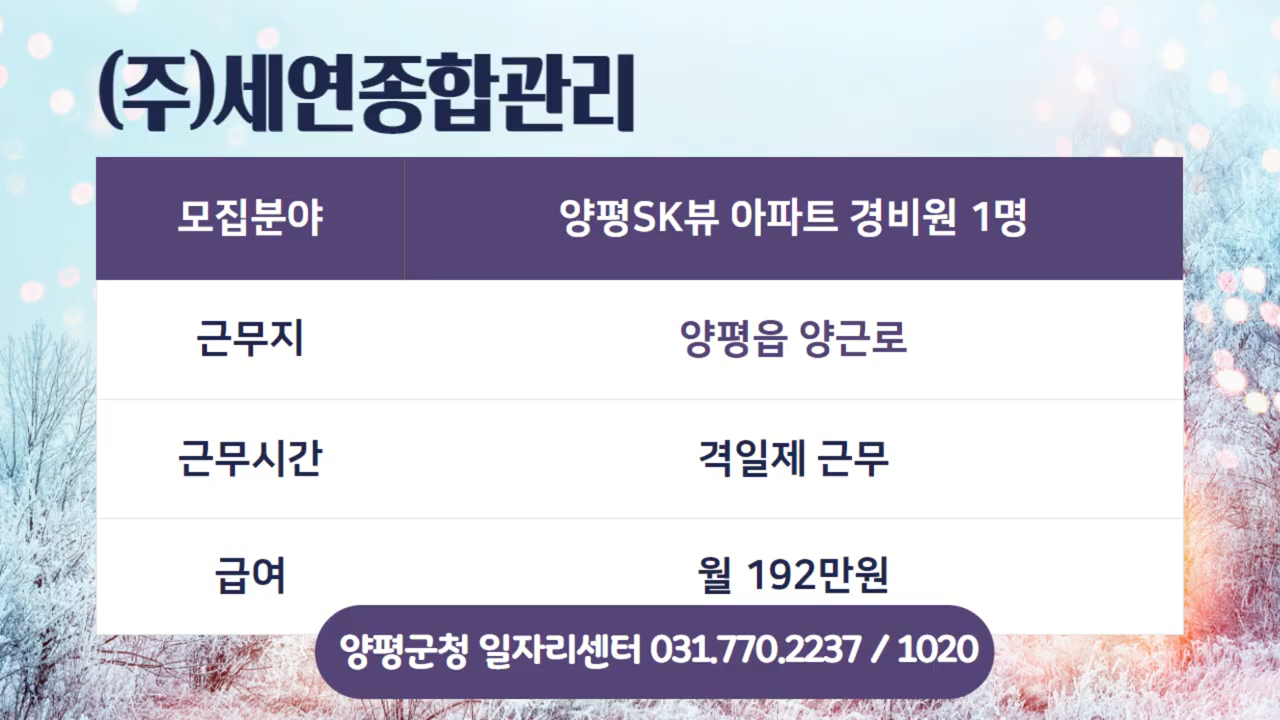 (주)세연종합관리
모집분야 양평SK뷰 아파트 경비원 1명
근무지 양평읍 양근로
근무시간 격일제 근무
급여 월 192만원
양평군청 일자리센터 031.770.2237 / 1020